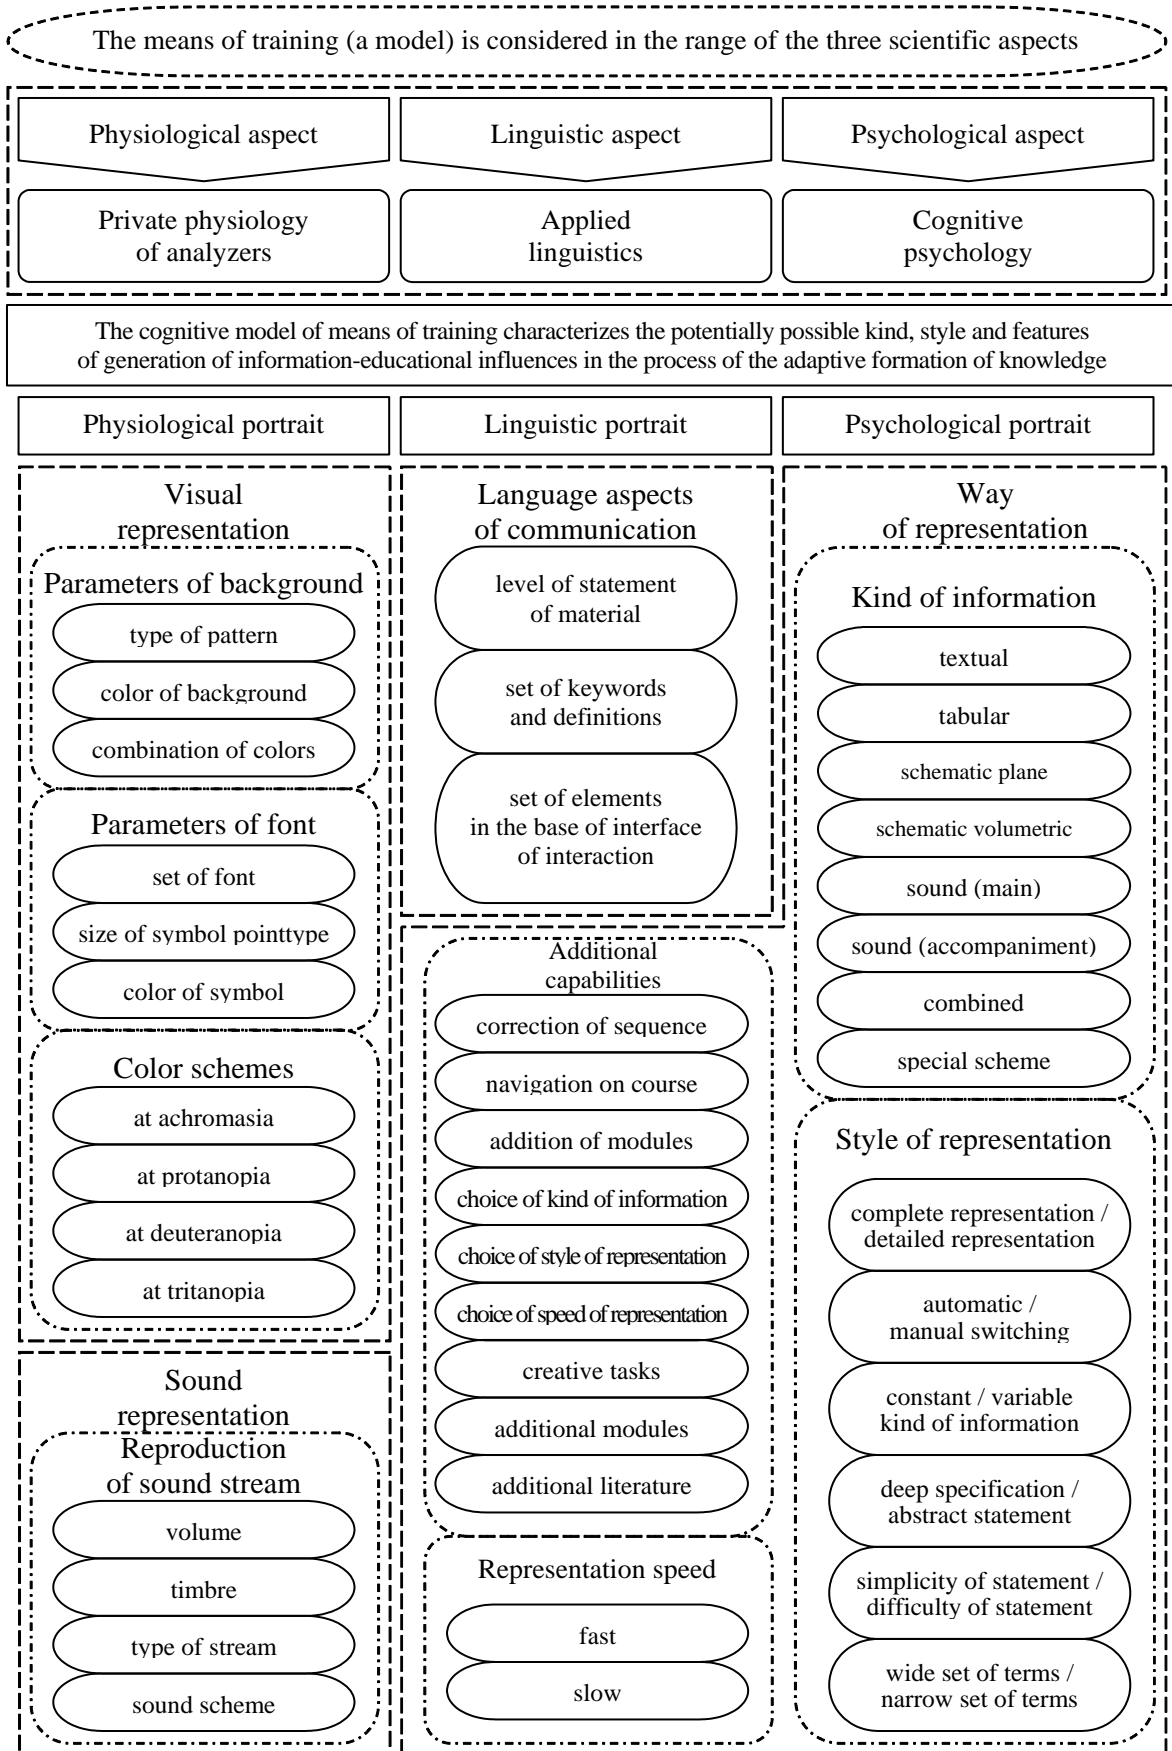 The means of training (a model) is considered in the range of the three scientific aspects
Physiological aspect
Linguistic aspect
Psychological aspect
Private physiology
of analyzers
Applied
linguistics
Cognitive
psychology
The cognitive model of means of training characterizes the potentially possible kind, style and features
of generation of information-educational influences in the process of the adaptive formation of knowledge
Physiological portrait
Linguistic portrait
Psychological portrait
Visual
representation
Parameters of background
type of pattern
color of background
combination of colors
Parameters of font
set of font
size of symbol pointtype
color of symbol
Color schemes
at achromasia
at protanopia
at deuteranopia
at tritanopia
Sound
representation
Reproduction
of sound stream
volume
timbre
type of stream
sound scheme
Language aspects
of communication
level of statement
of material
set of keywords
and definitions
set of elements
in the base of interface
of interaction
Additional
capabilities
correction of sequence
navigation on course
addition of modules
choice of kind of information
choice of style of representation
choice of speed of representation
creative tasks
additional modules
additional literature
Representation speed
fast
slow
Way
of representation
Kind of information
textual
tabular
schematic plane
schematic volumetric
sound (main)
sound (accompaniment)
combined
special scheme
Style of representation
complete representation /
detailed representation
automatic /
manual switching
constant / variable
kind of information
deep specification /
abstract statement
simplicity of statement /
difficulty of statement
wide set of terms /
narrow set of terms